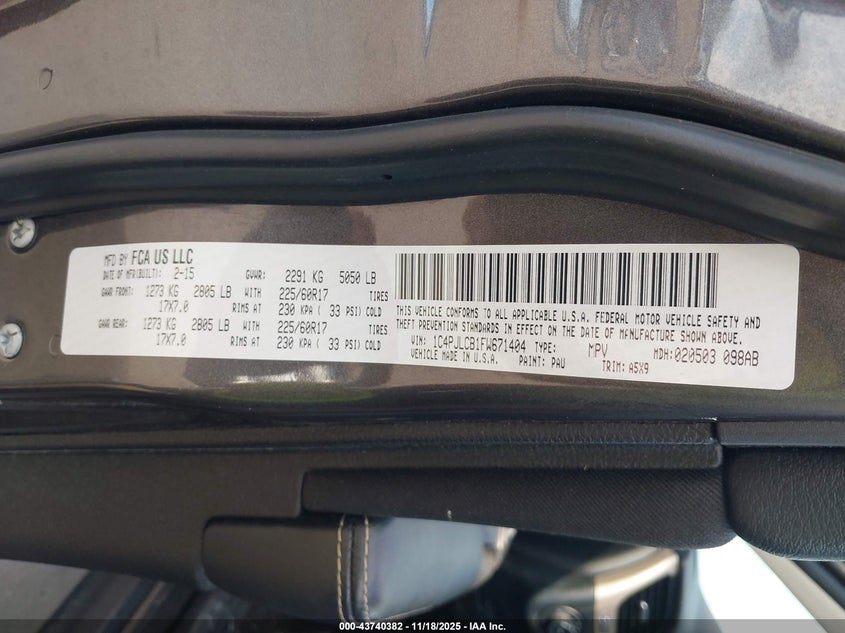 MFD BY FCA US LLC
DATE OF MFR(BUILT): 2-15 GVWR: 2291 KG 5050 LB
GAWR FRONT: 1273 KG 2805 LB WITH 225/60R17 TIRES
17X7.0 RIMS AT 230 KPA ( 33 PSI) COLD
GAWR REAR: 1273 KG 2805 LB WITH 225/60R17 TIRES
17X7.0 RIMS AT 230 KPA ( 33 PSI) COLD
THIS VEHICLE CONFORMS TO ALL APPLICABLE U.S.A. FEDERAL MOTOR VEHICLE SAFETY AND
THEFT PREVENTION STANDARDS IN EFFECT ON THE DATE OF MANUFACTURE SHOWN ABOVE.
VIN: 1C4PJLCB1FW671404 TYPE: MPV MDH: 020503 098AB
VEHICLE MADE IN U.S.A. PAINT: PAU TRIM: A5X9
000-43740382 - 11/18/2025 - IAA Inc.